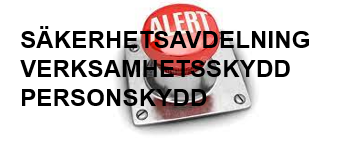 ALERT
SÄKERHETSAVDELNING
VERKSAMHETSSKYDD
PERSONSKYDD